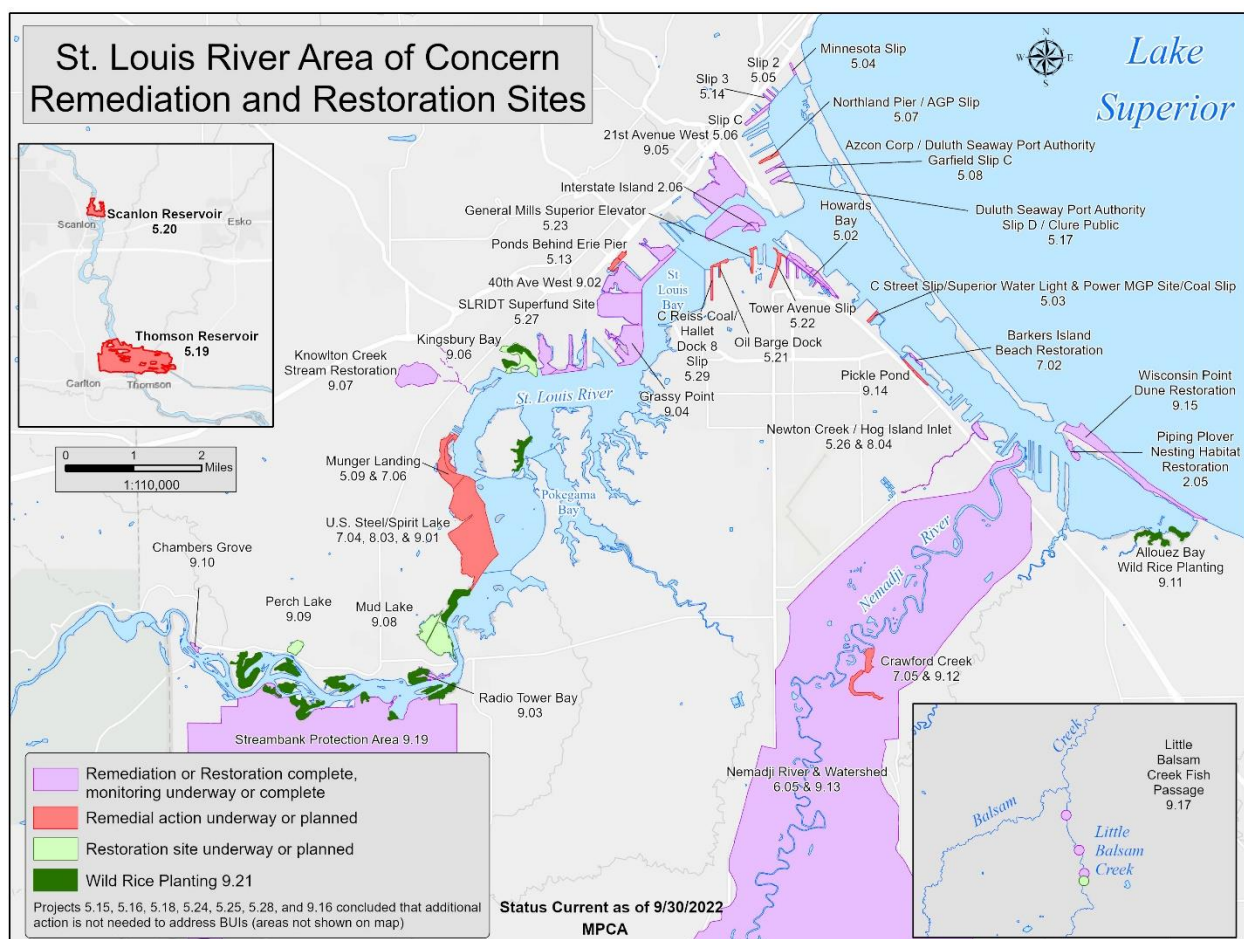 St. Louis River Area of Concern
Remediation and Restoration Sites
Lake
Superior
N
W
E
S
Minnesota Slip
5.04
Slip 2
5.05
Slip 3
5.14
Slip C
5.06
21st Avenue West
9.05
Northland Pier / AGP Slip
5.07
Azcon Corp / Duluth Seaway Port Authority
Garfield Slip C
5.08
Duluth Seaway Port Authority
Slip D / Clure Public
5.17
Interstate Island 2.06
General Mills Superior Elevator
5.23
Howards
Bay
5.02
Ponds Behind Erie Pier
5.13
40th Ave West 9.02
SLRIDT Superfund Site
5.27
St
Louis
Bay
C Reiss Coal/
Hallet
Dock 8
Slip
5.29
Oil Barge Dock
5.21
Tower Avenue Slip
5.22
C Street Slip/Superior Water Light & Power MGP Site/Coal Slip
5.03
Barkers Island
Beach Restoration
7.02
Pickle Pond
9.14
Wisconsin Point
Dune Restoration
9.15
Piping Plover
Nesting Habitat
Restoration
2.05
Newton Creek / Hog Island Inlet
5.26 & 8.04
Kingsbury Bay
9.06
Knowlton Creek
Stream Restoration
9.07
Grassy Point
9.04
St. Louis River
Munger Landing
5.09 & 7.06
Pokegama
Bay
U.S. Steel/Spirit Lake
7.04, 8.03, & 9.01
Chambers Grove
9.10
Perch Lake
9.09
Mud Lake
9.08
Radio Tower Bay
9.03
Streambank Protection Area 9.19
Nemadji
River
Allouez Bay
Wild Rice Planting
9.11
Crawford Creek
7.05 & 9.12
Nemadji River & Watershed
6.05 & 9.13
Scanlon Reservoir
5.20
Scanlon
Esko
Thomson Reservoir
5.19
Carlton
Thomson
0 1 2
Miles
1:110,000
Remediation or Restoration complete,
monitoring underway or complete
Remedial action underway or planned
Restoration site underway or planned
Wild Rice Planting 9.21
Projects 5.15, 5.16, 5.18, 5.24, 5.25, 5.28, and 9.16 concluded that additional
action is not needed to address BUIs (areas not shown on map)
Status Current as of 9/30/2022
MPCA
Little
Balsam
Creek Fish
Passage
9.17
Creek
Balsam
Little
Balsam
Creek